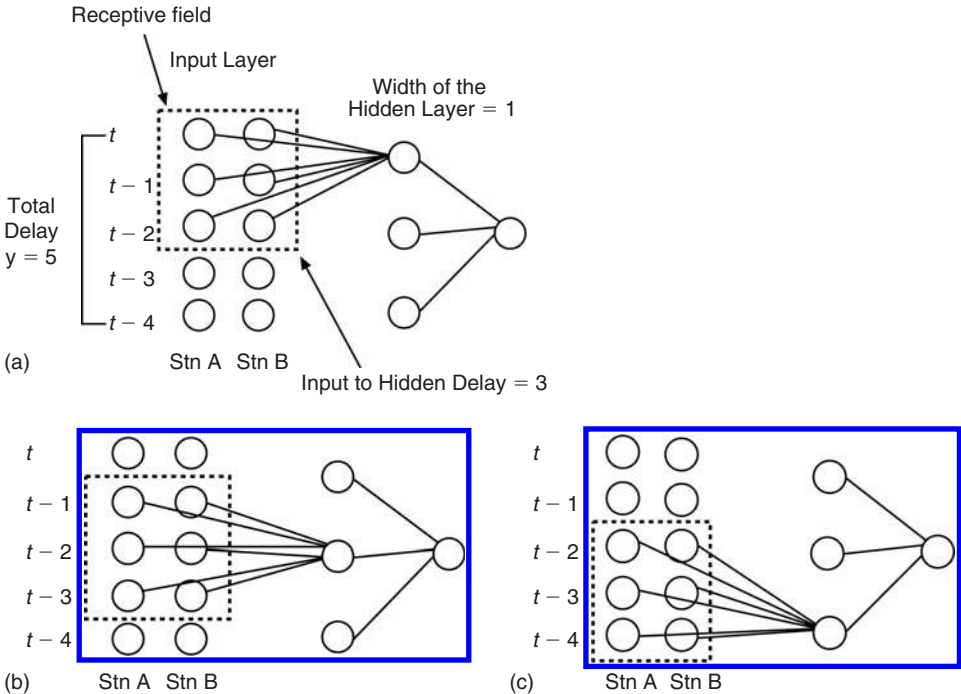 Receptive field
Input Layer
Width of the
Hidden Layer = 1
t
t − 1
Total
Delay
y = 5
t − 2
t − 3
t − 4
(a)
Stn A Stn B
Input to Hidden Delay = 3
t
t − 1
t − 2
t − 3
t − 4
(b)
Stn A Stn B
t
t − 1
t − 2
t − 3
t − 4
(c)
Stn A Stn B